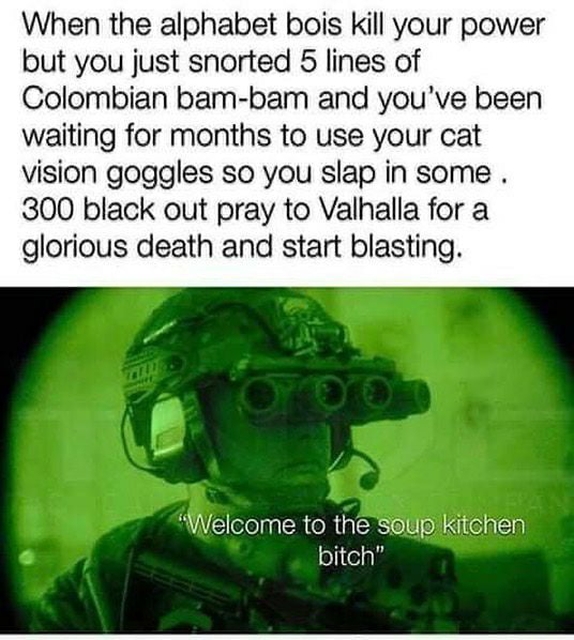 When the alphabet bois kill your power
but you just snorted 5 lines of
Colombian bam-bam and you've been
waiting for months to use your cat
vision goggles so you slap in some .
300 black out pray to Valhalla for a
glorious death and start blasting.
"Welcome to the soup kitchen
bitch"